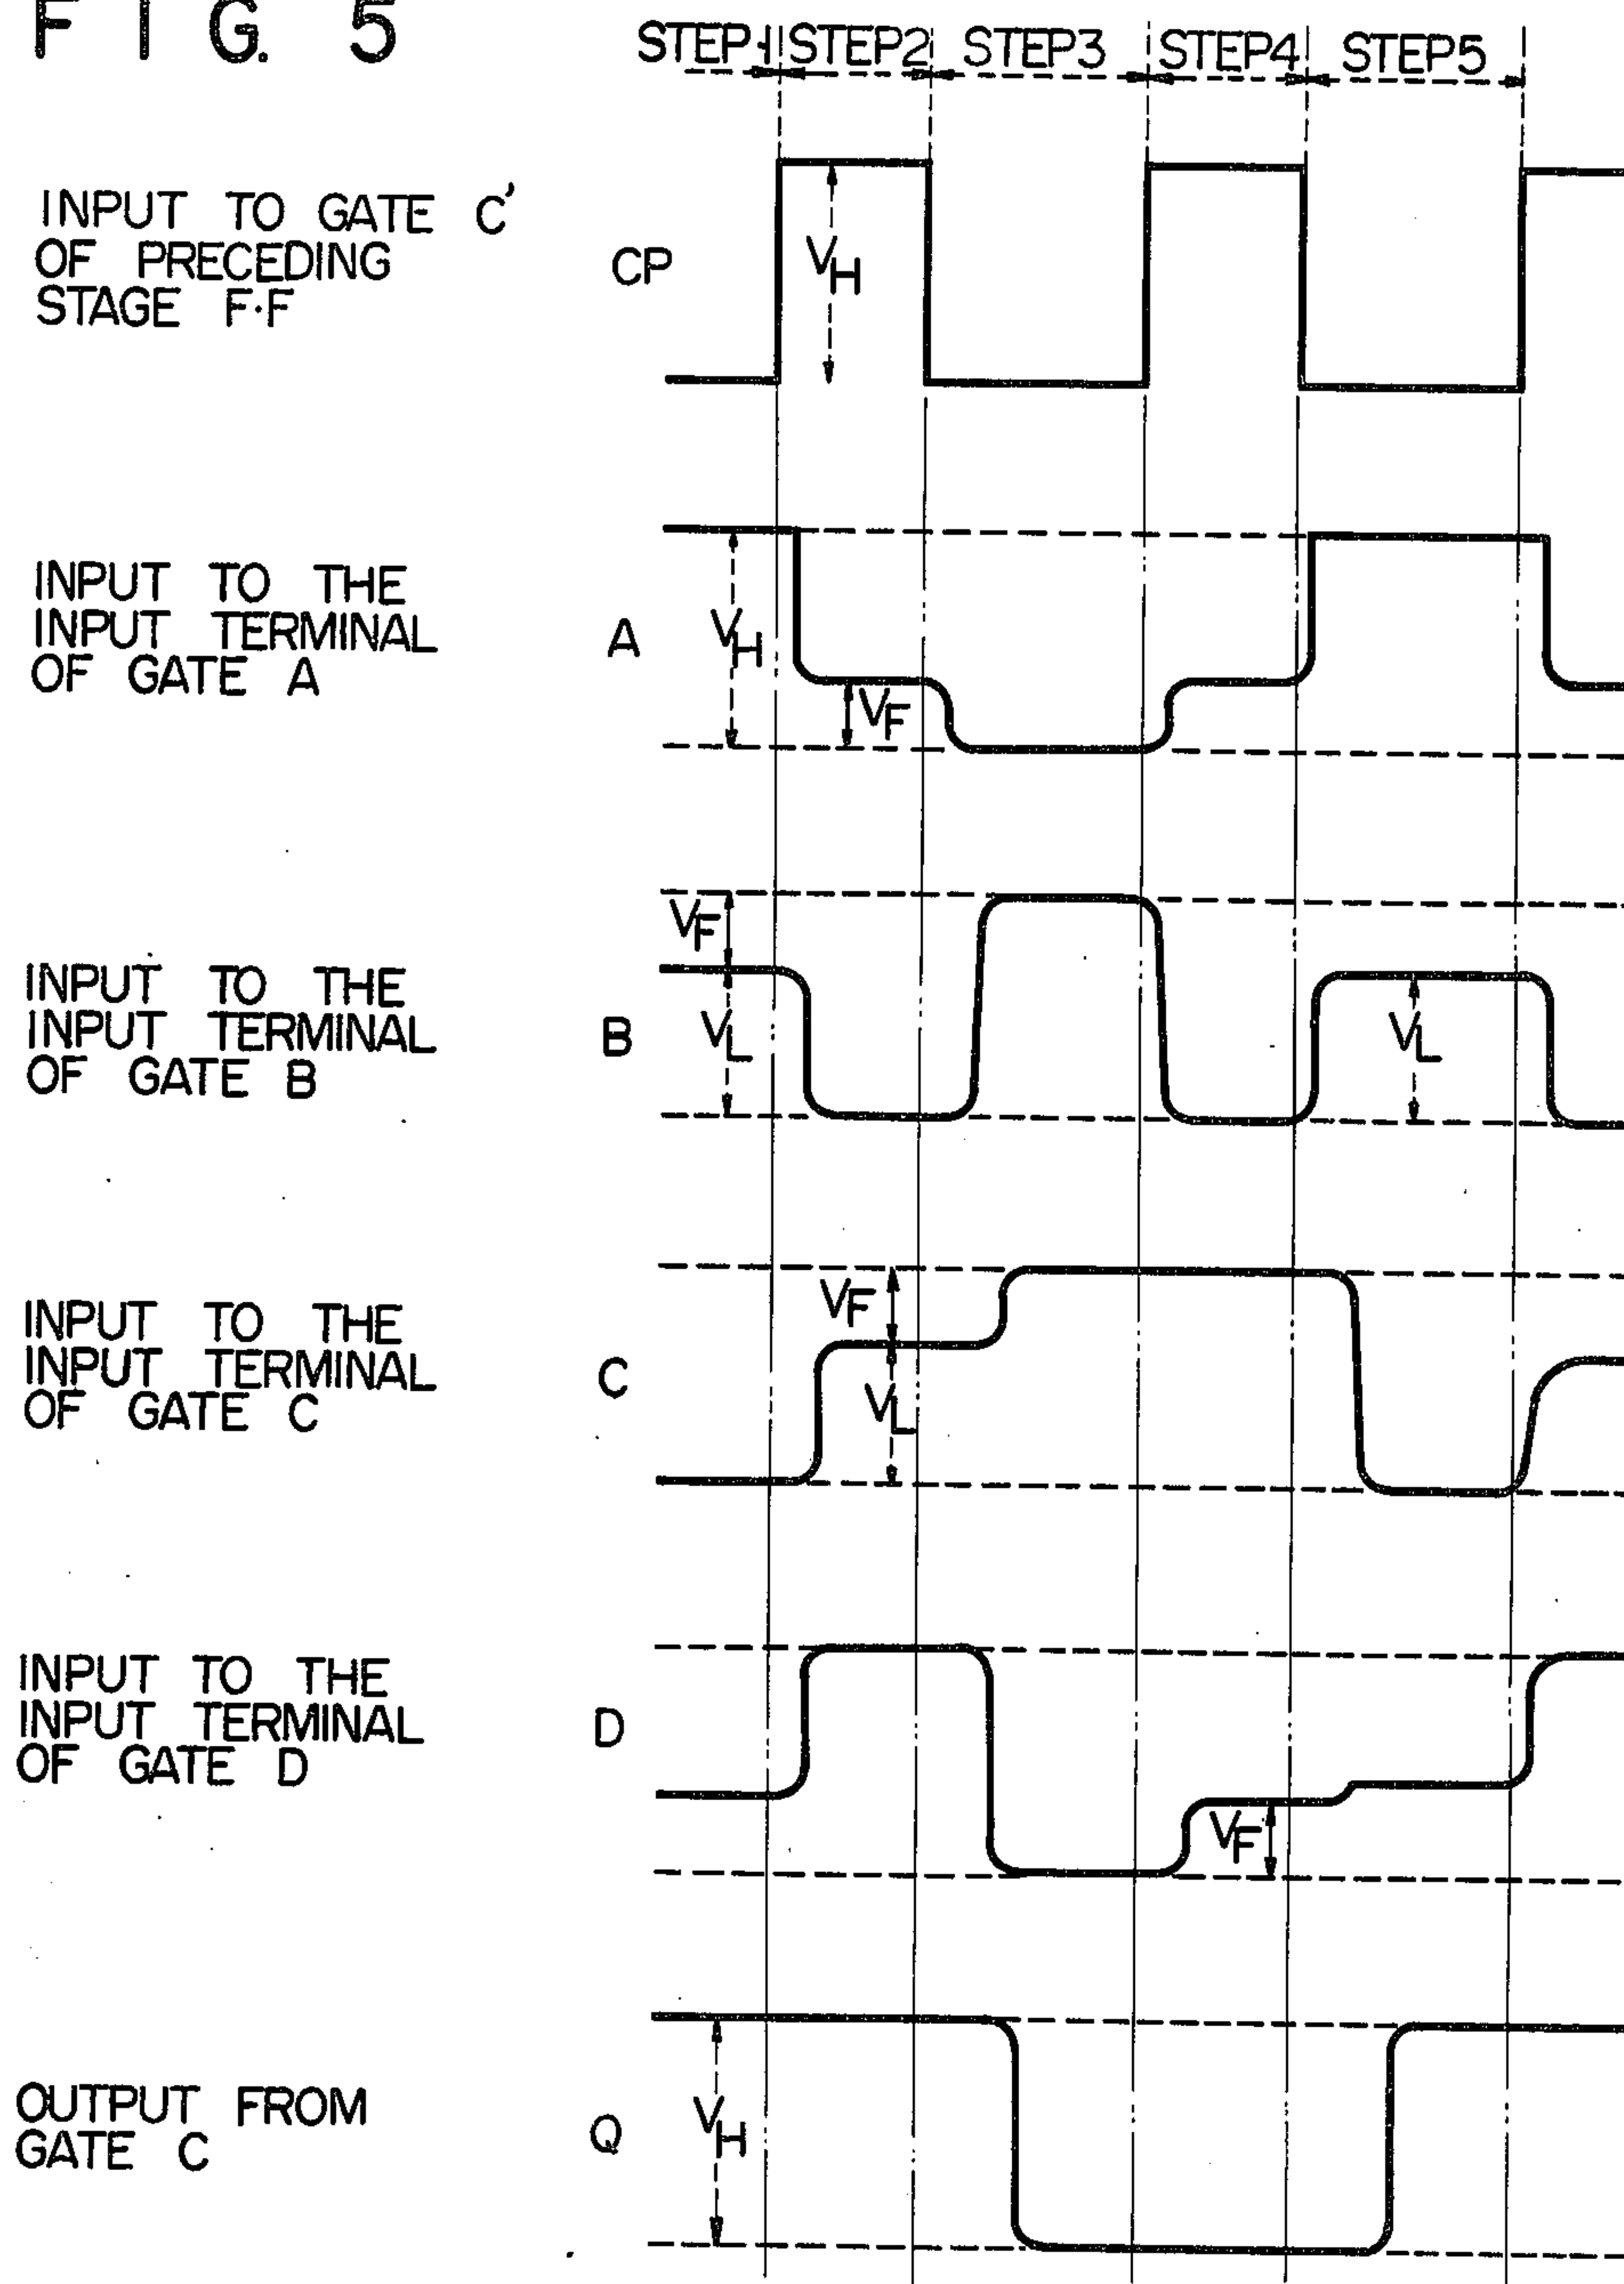 F I G. 5
STEP1 STEP2 STEP3 STEP4 STEP5
INPUT TO GATE C'
OF PRECEDING
STAGE F·F
CP
VH
INPUT TO THE
INPUT TERMINAL
OF GATE A
A
VH
VF
INPUT TO THE
INPUT TERMINAL
OF GATE B
B
VF
VL
VL
INPUT TO THE
INPUT TERMINAL
OF GATE C
C
VF
VL
INPUT TO THE
INPUT TERMINAL
OF GATE D
D
VF
OUTPUT FROM
GATE C
Q
VH